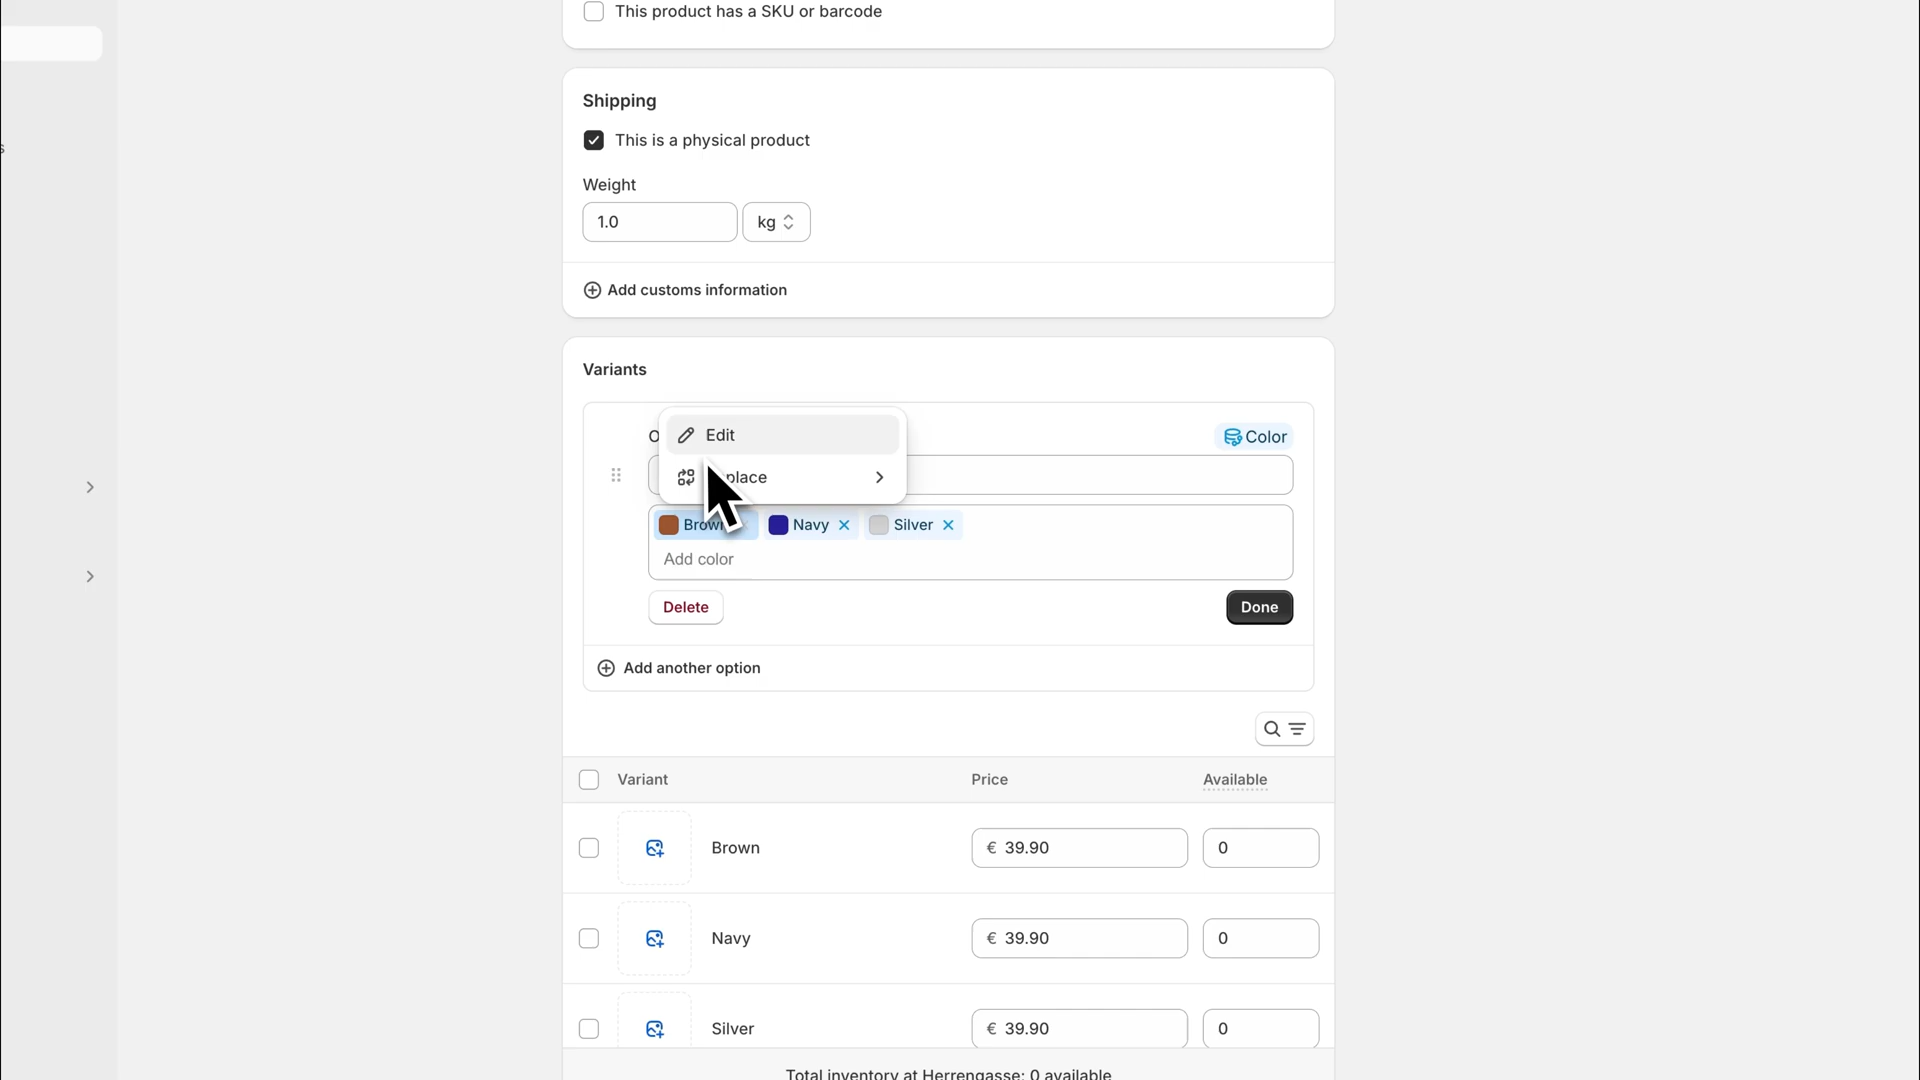 This product has a SKU or barcode
Shipping
This is a physical product
Weight
1.0 kg
Add customs information
Variants
Edit
Color
Brown Navy Silver
Add color
Delete Done
Add another option
Variant Price Available
Brown € 39.90 0
Navy € 39.90 0
Silver € 39.90 0
Total inventory at Herrengasse: 0 available